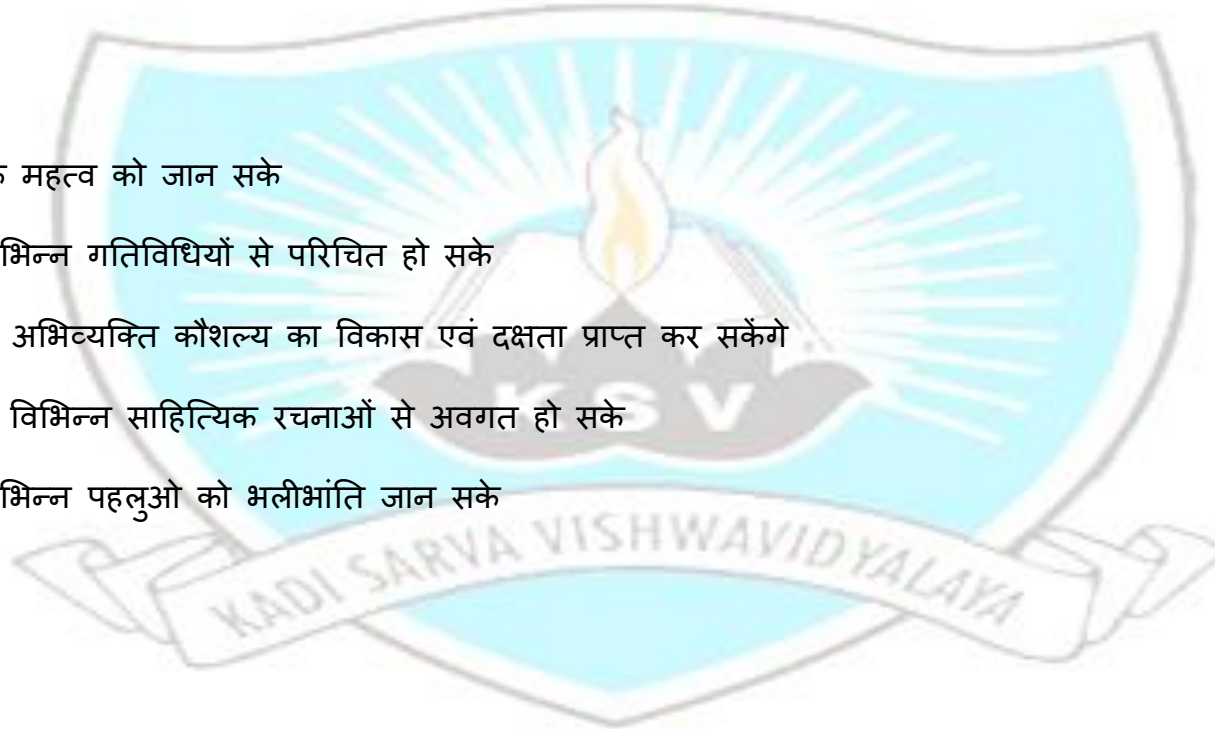 महत्व को जान सके
गतिविधियों से परिचित हो सके
अभिव्यक्ति कौशल्य का विकास एवं दक्षता प्राप्त कर सकेंगे
विभिन्न साहित्यिक रचनाओं से अवगत हो सके
पहलुओ को भलीभांति जान सके
KSV
KADI SARVA VISHWAVIDYALAYA